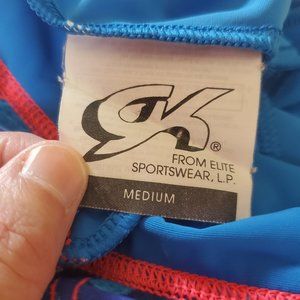 GK®
FROM ELITE
SPORTSWEAR, L.P.
MEDIUM